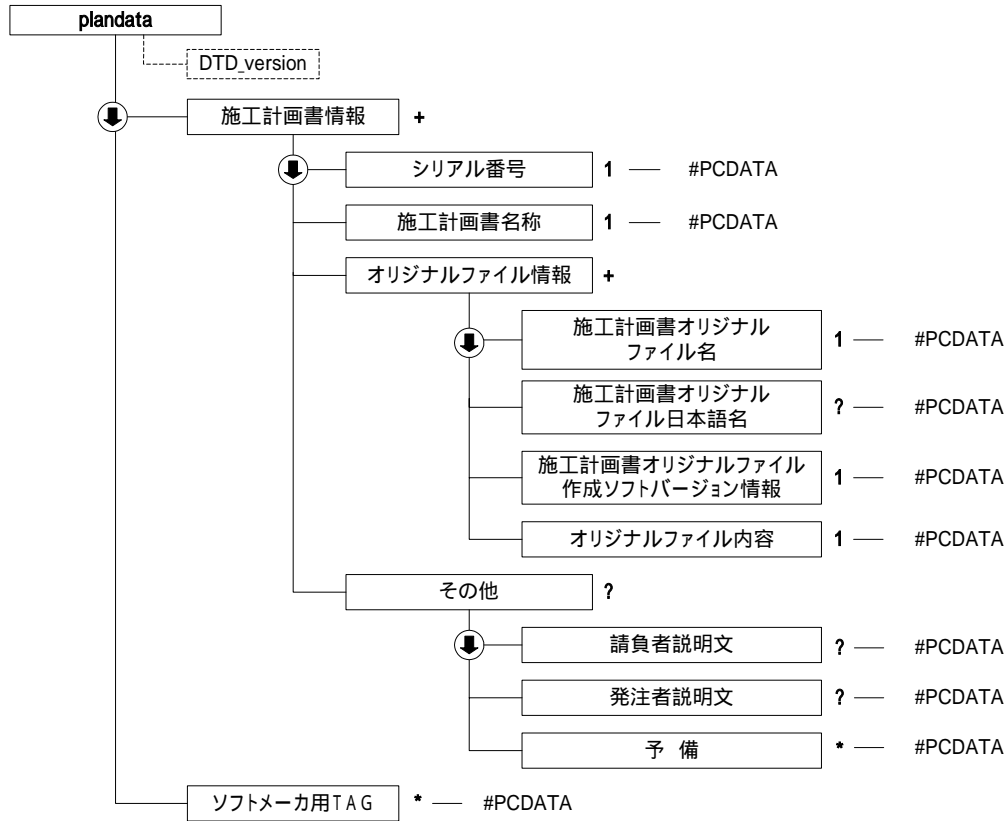 plandata
DTD_version
施工計画書情報 +
シリアル番号 1 #PCDATA
施工計画書名称 1 #PCDATA
オリジナルファイル情報 +
施工計画書オリジナル
ファイル名 1 #PCDATA
施工計画書オリジナル
ファイル日本語名 ? #PCDATA
施工計画書オリジナルファイル
作成ソフトバージョン情報 1 #PCDATA
オリジナルファイル内容 1 #PCDATA
その他 ?
請負者説明文 ? #PCDATA
発注者説明文 ? #PCDATA
予 備 * #PCDATA
ソフトメーカ用TAG * #PCDATA